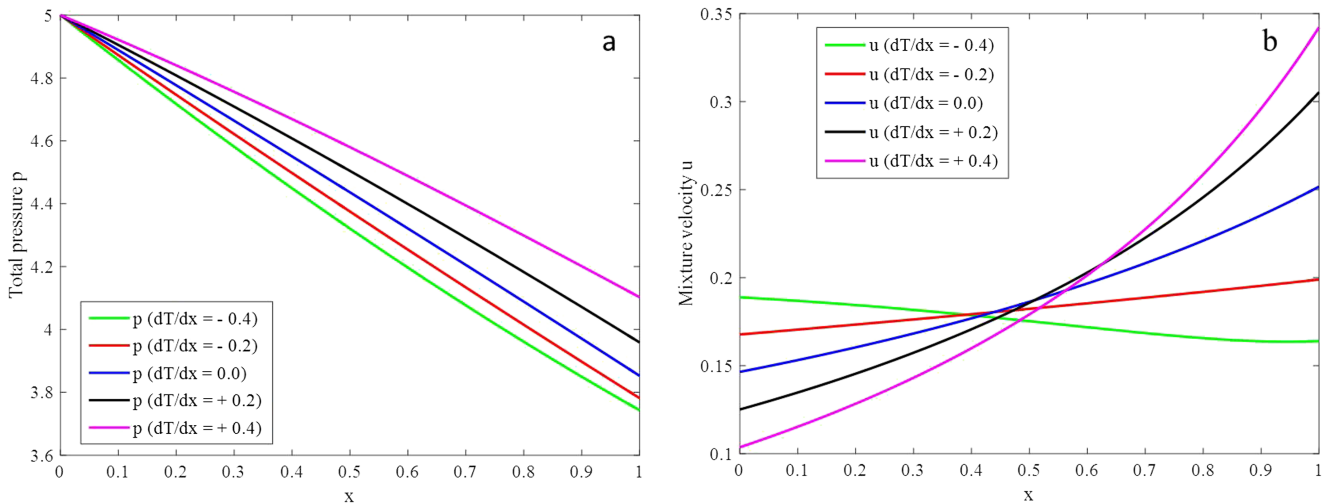 a
Total pressure p
5
4.8
4.6
4.4
4.2
4
3.8
3.6
p (dT/dx = - 0.4)
p (dT/dx = - 0.2)
p (dT/dx = 0.0)
p (dT/dx = + 0.2)
p (dT/dx = + 0.4)
0 0.1 0.2 0.3 0.4 0.5 0.6 0.7 0.8 0.9 1
x
b
Mixture velocity u
0.35
0.3
0.25
0.2
0.15
0.1
u (dT/dx = - 0.4)
u (dT/dx = - 0.2)
u (dT/dx = 0.0)
u (dT/dx = + 0.2)
u (dT/dx = + 0.4)
0 0.1 0.2 0.3 0.4 0.5 0.6 0.7 0.8 0.9 1
x